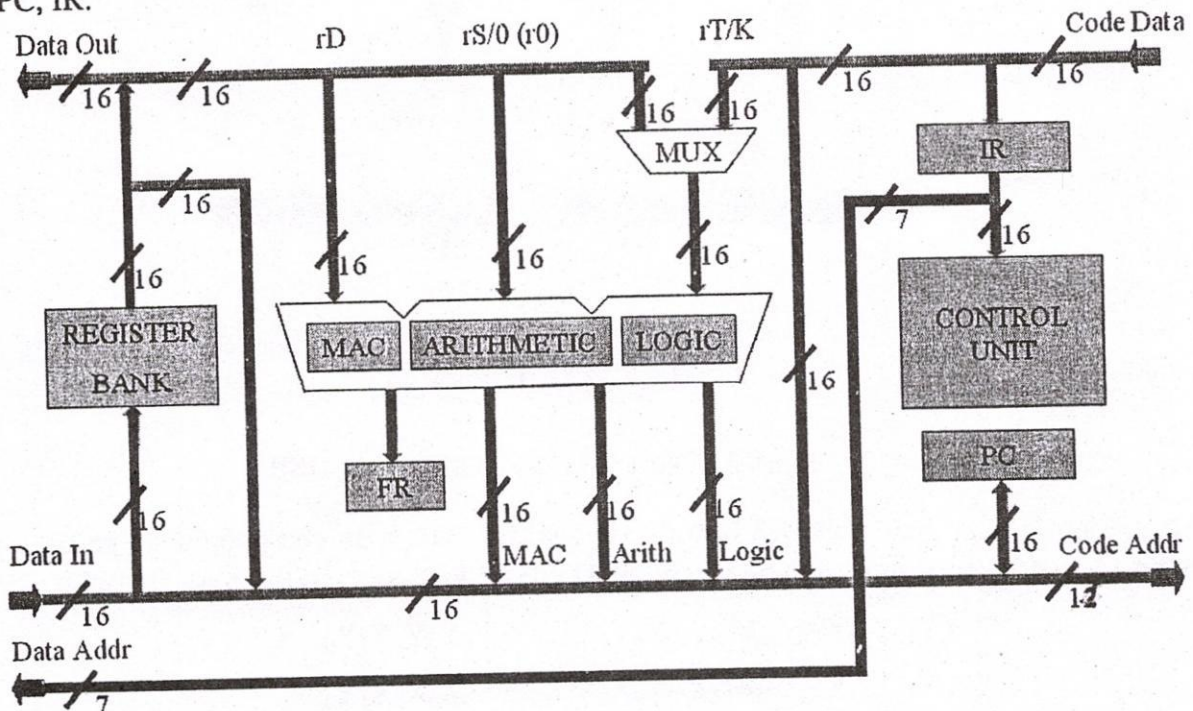 PC, IR.
Data Out
rD
rS/0 (r0)
rT/K
Code Data
16
16
16
16
16
16
MUX
IR
16
7
16
16
16
16
16
REGISTER
BANK
MAC
ARITHMETIC
LOGIC
CONTROL
UNIT
16
FR
PC
16
16
16
16
16
Data In
MAC
Arith
Logic
Code Addr
16
16
12
Data Addr
7